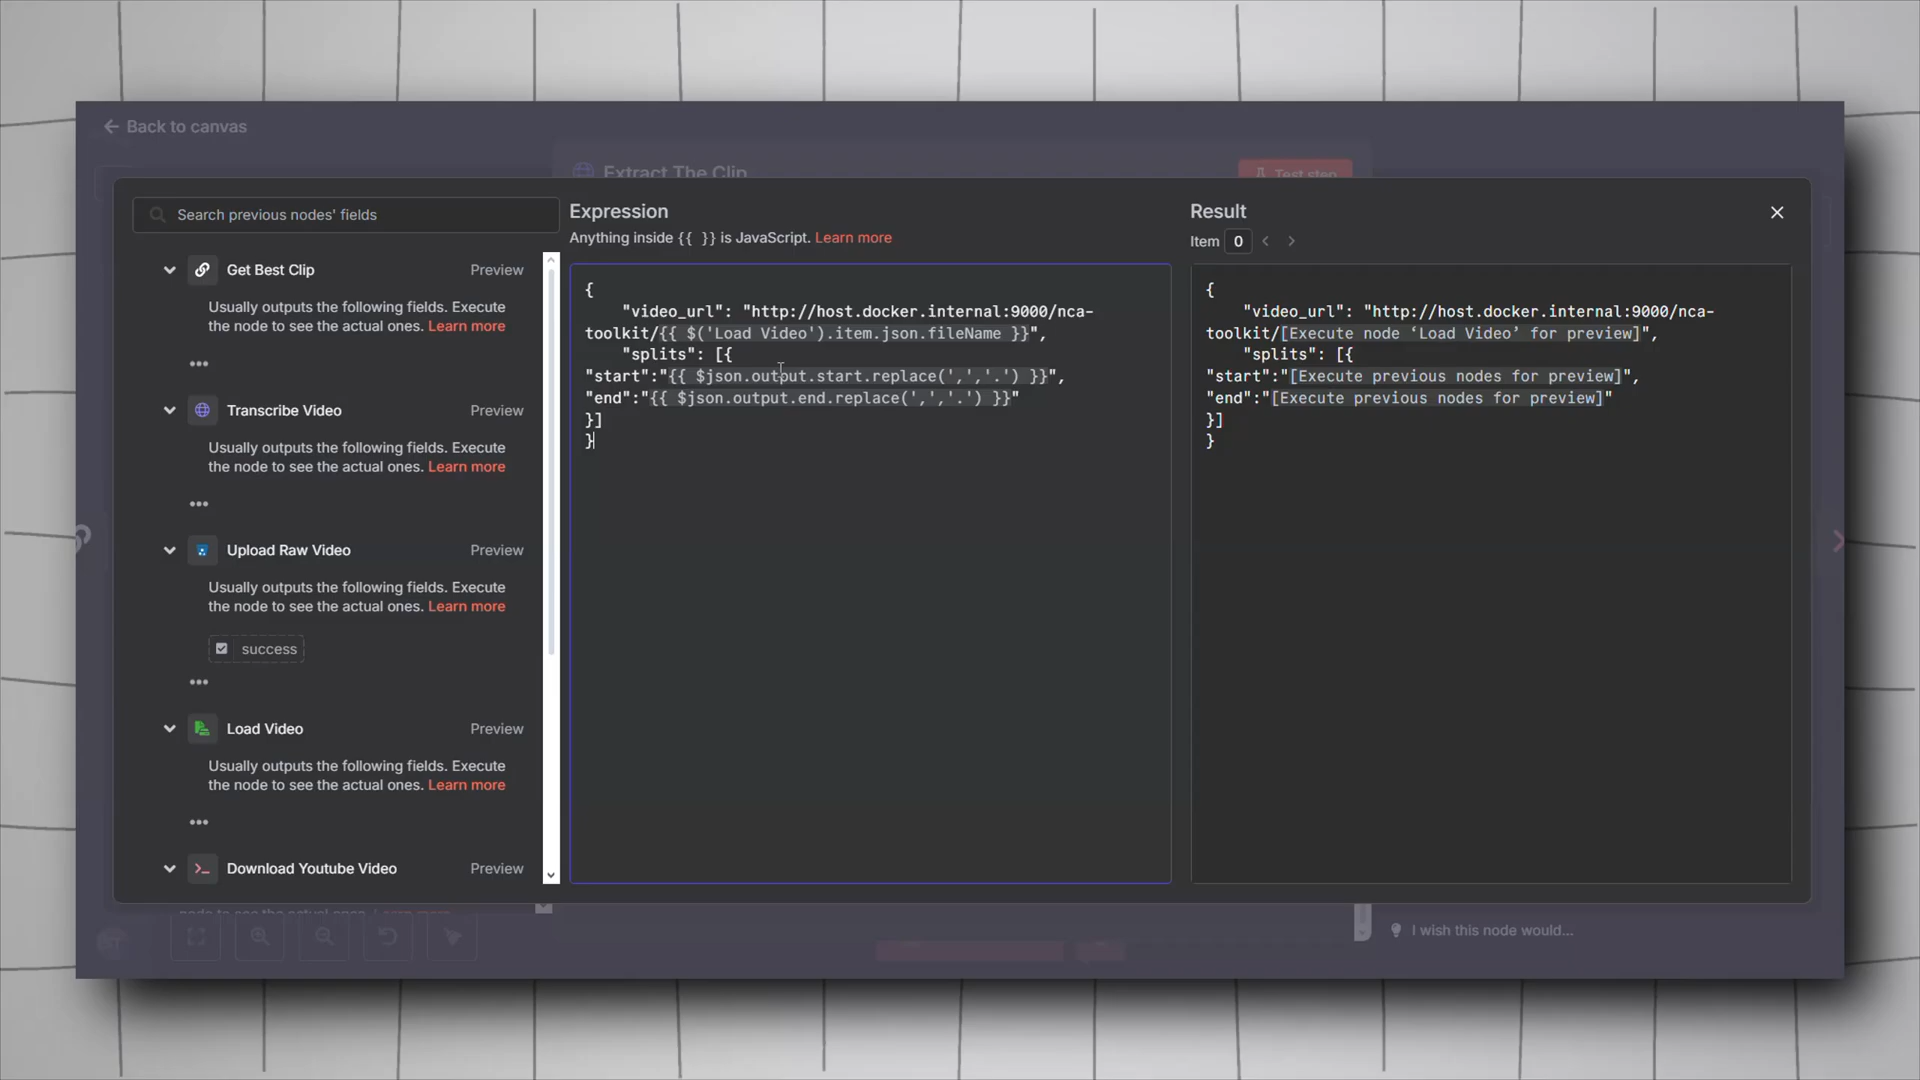 Back to canvas
Extract The Clip
Test step
Search previous nodes' fields
Get Best Clip
Preview
Usually outputs the following fields. Execute
the node to see the actual ones. Learn more
Transcribe Video
Preview
Usually outputs the following fields. Execute
the node to see the actual ones. Learn more
Upload Raw Video
Preview
Usually outputs the following fields. Execute
the node to see the actual ones. Learn more
success
Load Video
Preview
Usually outputs the following fields. Execute
the node to see the actual ones. Learn more
Download Youtube Video
Preview
Expression
Anything inside {{ }} is JavaScript. Learn more
{
"video_url": "http://host.docker.internal:9000/nca-
toolkit/{{ $('Load Video').item.json.fileName }}",
"splits": [{
"start":"{{ $json.output.start.replace(',','.') }}",
"end":"{{ $json.output.end.replace(',','.') }}"
}]
}
Result
Item 0
{
"video_url": "http://host.docker.internal:9000/nca-
toolkit/[Execute node ‘Load Video’ for preview]",
"splits": [{
"start":"[Execute previous nodes for preview]",
"end":"[Execute previous nodes for preview]"
}]
}
I wish this node would...